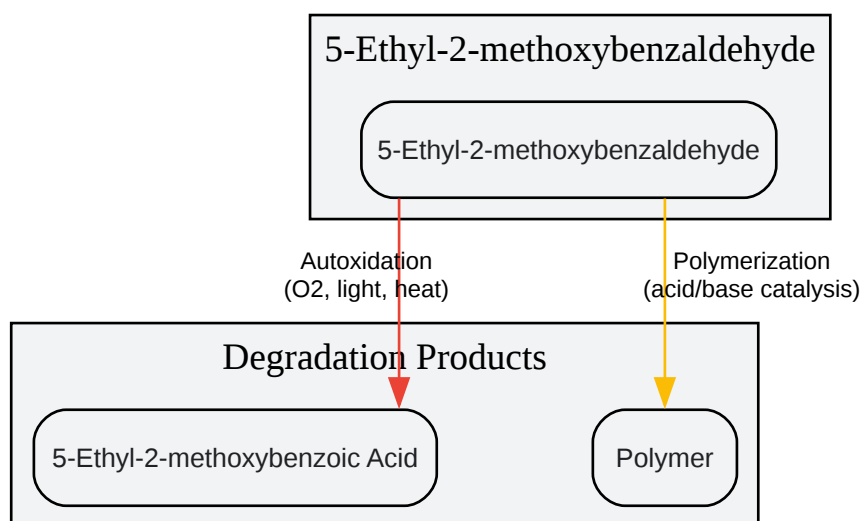 5-Ethyl-2-methoxybenzaldehyde
5-Ethyl-2-methoxybenzaldehyde
Autoxidation
(O2, light, heat)
Polymerization
(acid/base catalysis)
Degradation Products
5-Ethyl-2-methoxybenzoic Acid
Polymer